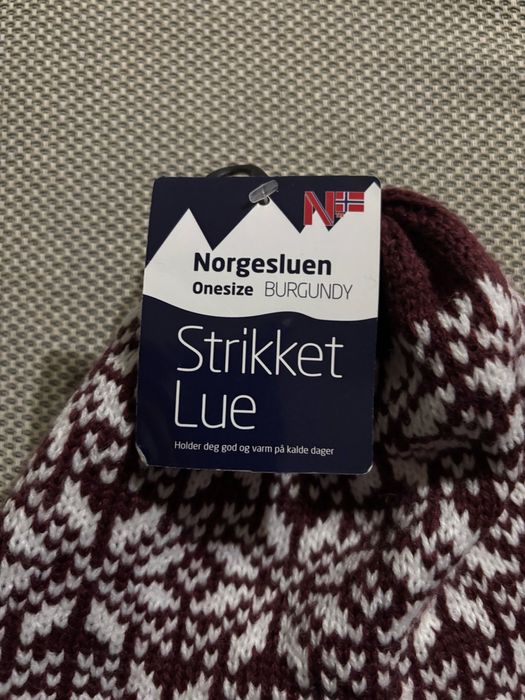 N
Norgesluen
Onesize BURGUNDY
Strikket
Lue
Holder deg god og varm på kalde dager